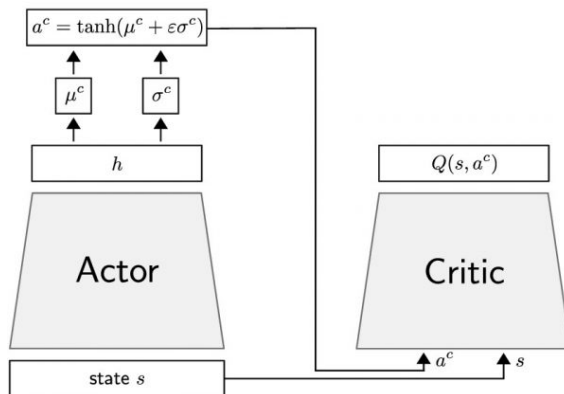 a^c = tanh(μ^c + εσ^c)
μ^c
σ^c
h
Actor
state s
Q(s, a^c)
Critic
a^c
s